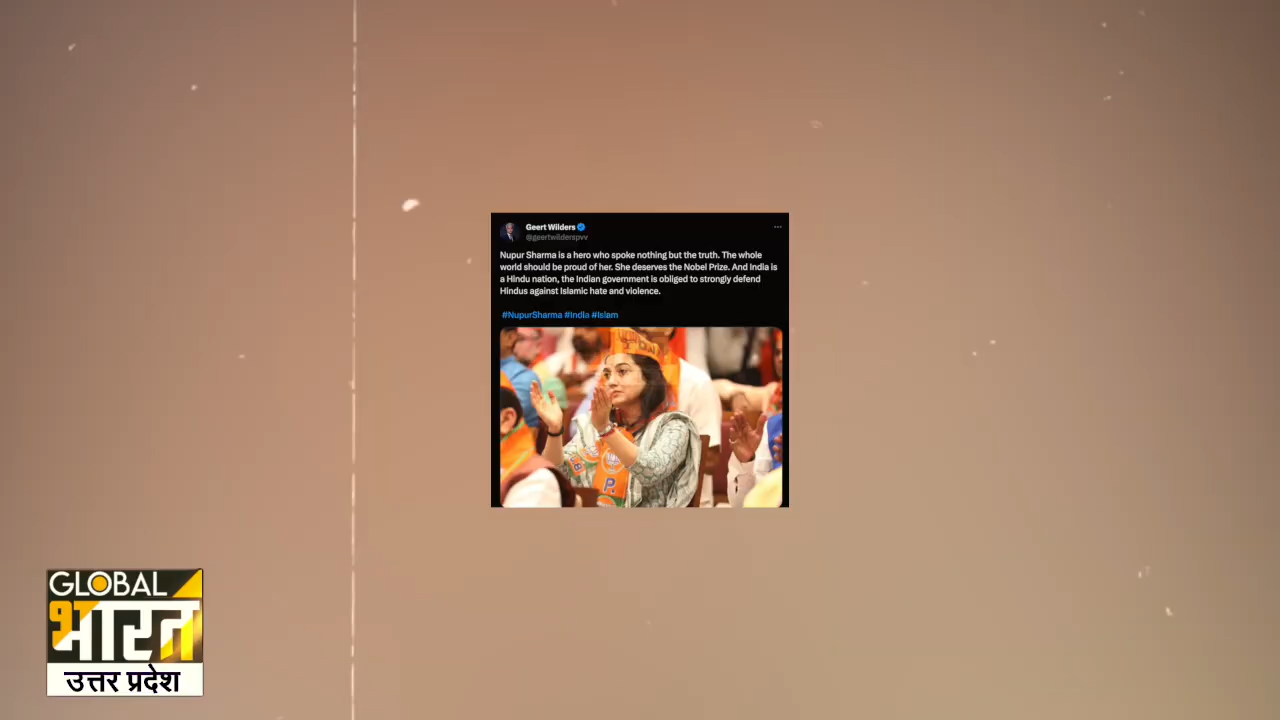 Geert Wilders
@geertwilderspvv
Nupur Sharma is a hero who spoke nothing but the truth. The whole
world should be proud of her. She deserves the Nobel Prize. And India is
a Hindu nation, the Indian government is obliged to strongly defend
Hindus against Islamic hate and violence.
#NupurSharma #India #Islam
GLOBAL
भारत
उत्तर प्रदेश